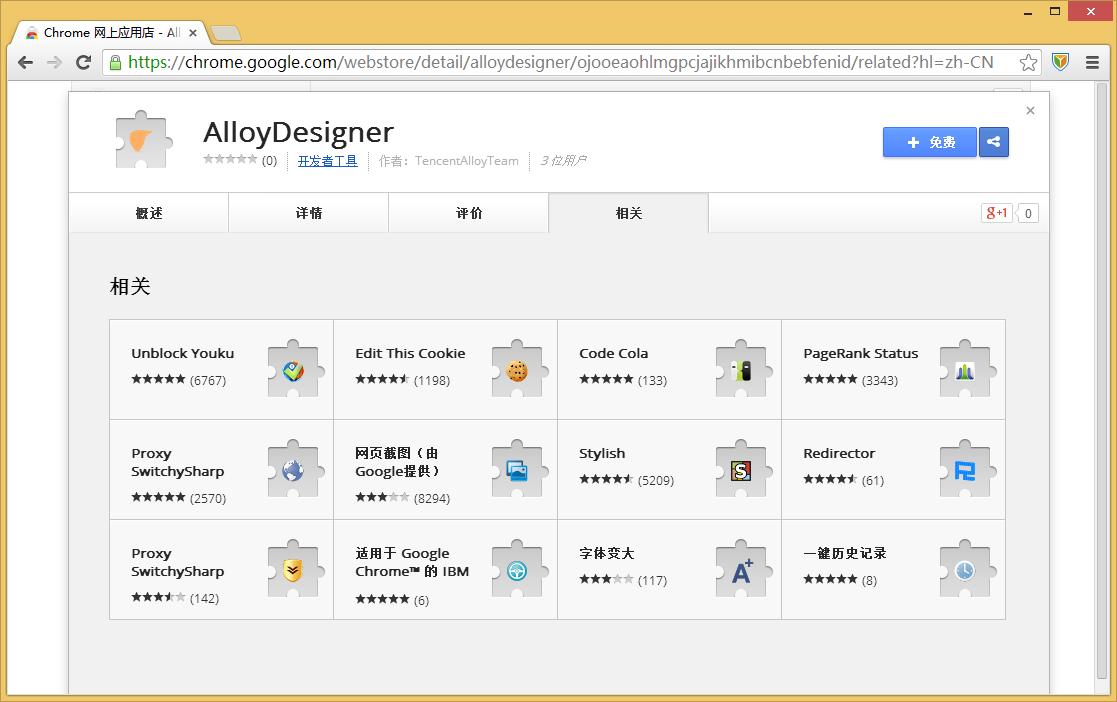 Chrome 网上应用店 - All
https://chrome.google.com/webstore/detail/alloydesigner/ojooeaohlmgpcjajikhmibcnbebfenid/related?hl=zh-CN
AlloyDesigner
(0) 开发者工具 作者：TencentAlloyTeam 3 位用户
免费
概述 详情 评价 相关
g+1 0
相关
Unblock Youku
(6767)
Edit This Cookie
(1198)
Code Cola
(133)
PageRank Status
(3343)
Proxy
SwitchySharp
(2570)
网页截图（由
Google提供）
(8294)
Stylish
(5209)
Redirector
(61)
Proxy
SwitchySharp
(142)
适用于 Google
Chrome™ 的 IBM
(6)
字体变大
(117)
一键历史记录
(8)